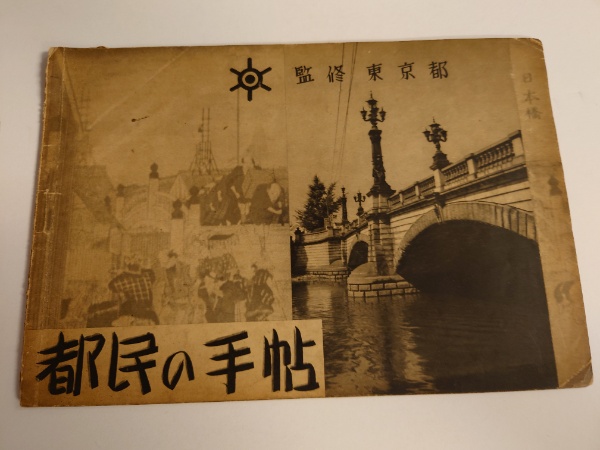 監修 東京都
日本橋
都民の手帖